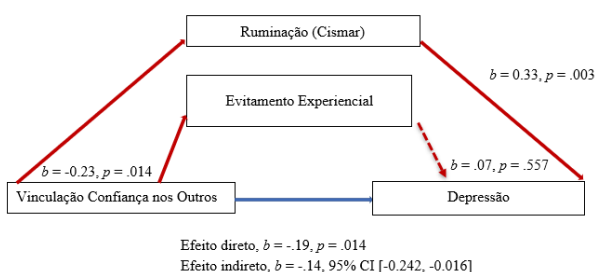 Ruminação (Cismar)
b = 0.33, p = .003
Evitamento Experiencial
b = -0.23, p = .014
b = .07, p = .557
Vinculação Confiança nos Outros
Depressão
Efeito direto, b = -.19, p = .014
Efeito indireto, b = -.14, 95% CI [-0.242, -0.016]